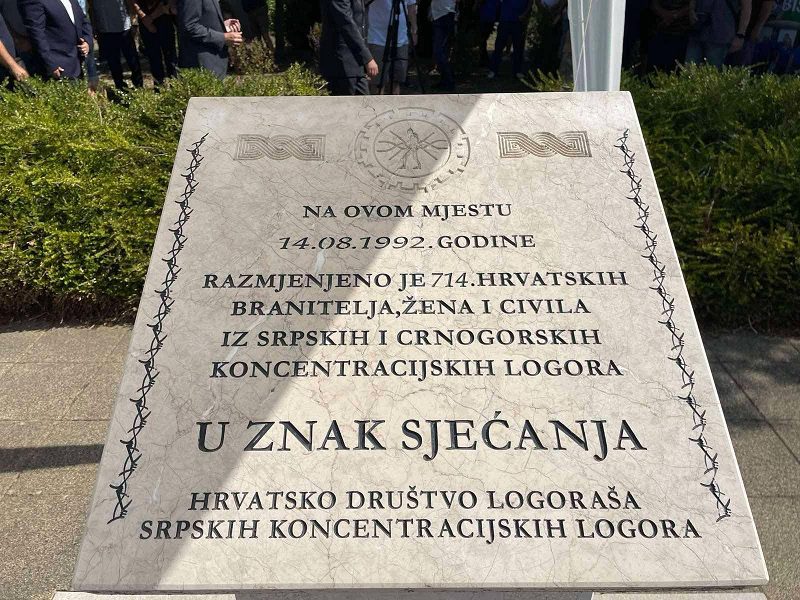 NA OVOM MJESTU
14.08.1992.GODINE
RAZMJENJENO JE 714.HRVATSKIH
BRANITELJA,ŽENA I CIVILA
IZ SRPSKIH I CRNOGORSKIH
KONCENTRACIJSKIH LOGORA
U ZNAK SJEĆANJA
HRVATSKO DRUŠTVO LOGORAŠA
SRPSKIH KONCENTRACIJSKIH LOGORA